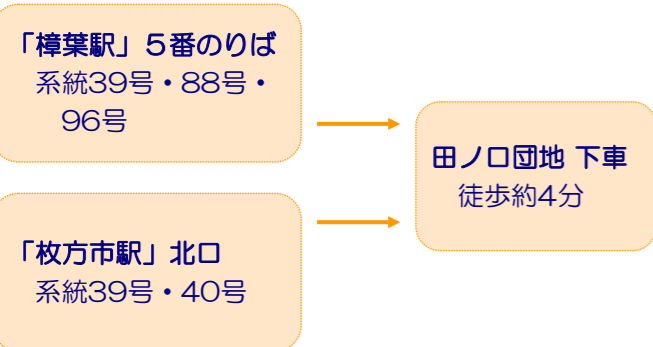 「樟葉駅」５番のりば
系統39号・88号・
96号
「枚方市駅」北口
系統39号・40号
田ノ口団地 下車
徒歩約4分